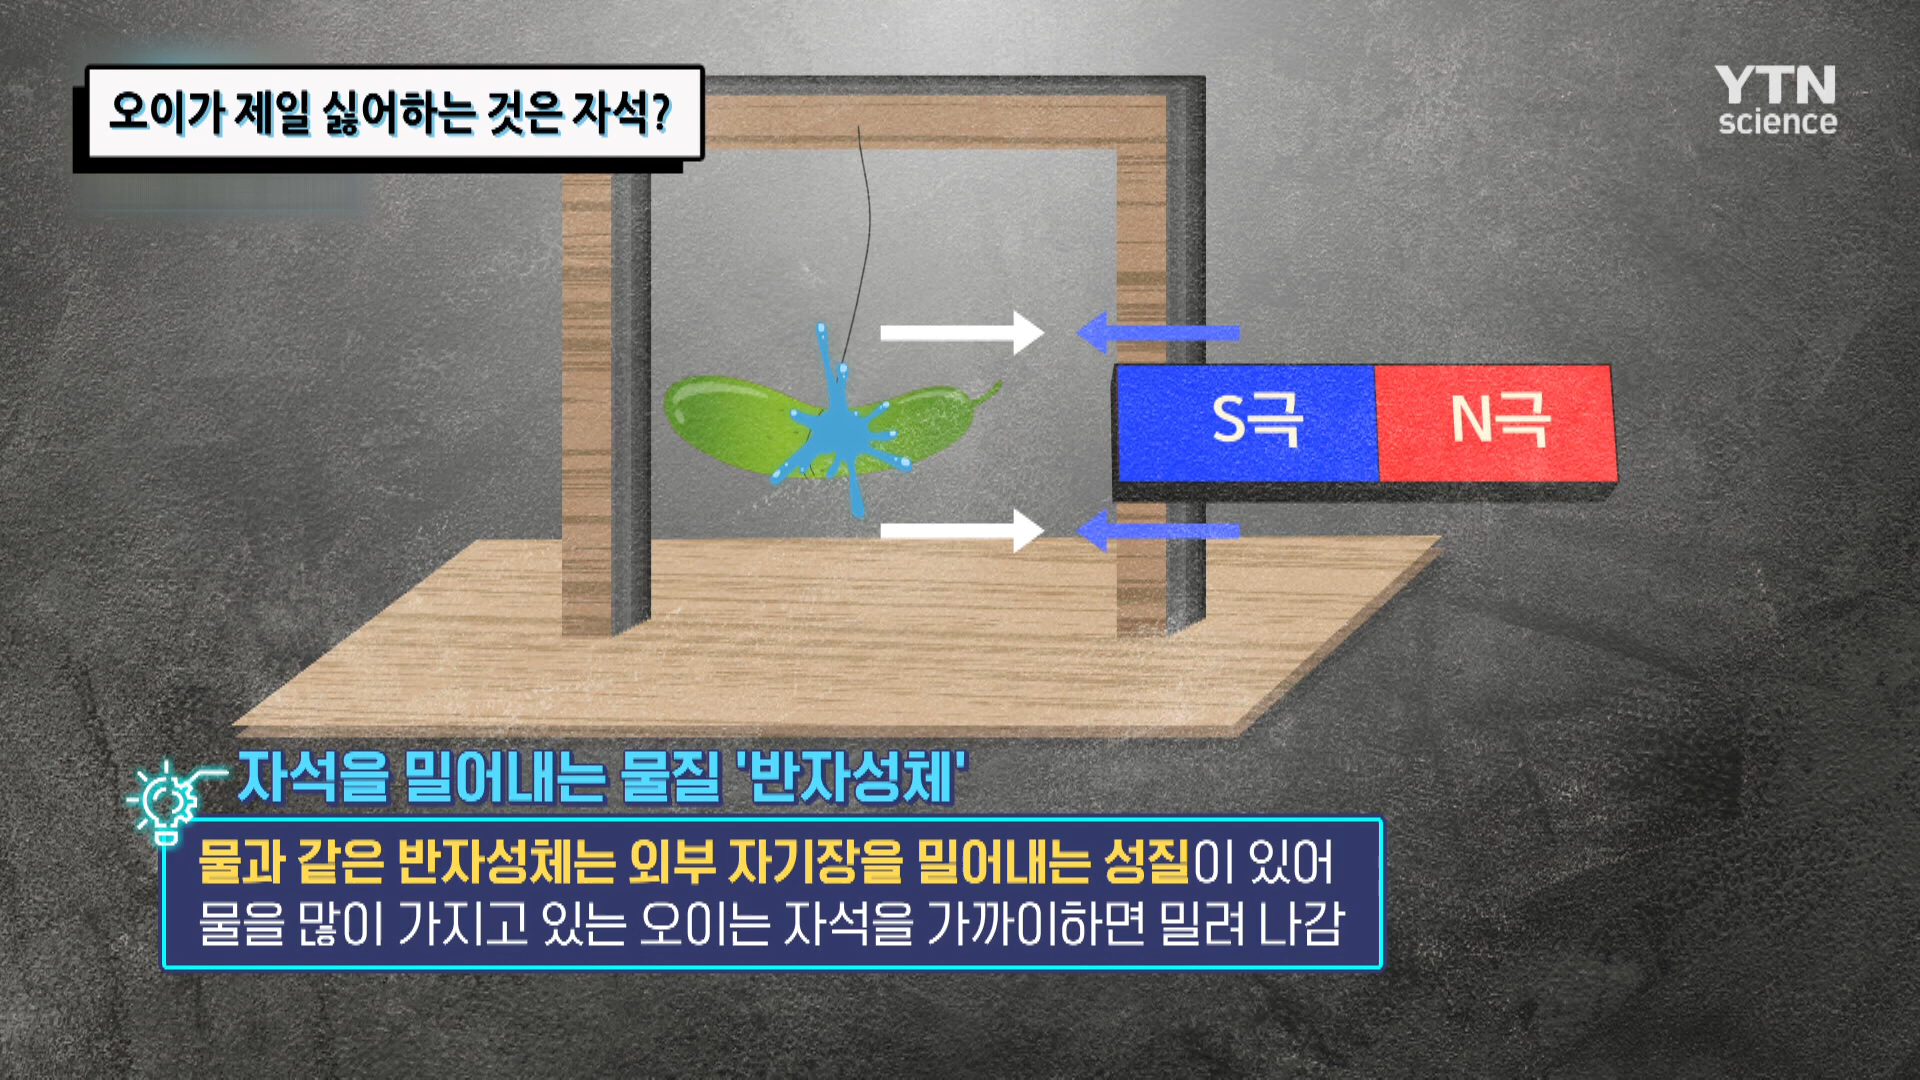 오이가 제일 싫어하는 것은 자석?
YTN
science
S극
N극
자석을 밀어내는 물질 '반자성체'
물과 같은 반자성체는 외부 자기장을 밀어내는 성질이 있어
물을 많이 가지고 있는 오이는 자석을 가까이하면 밀려 나감